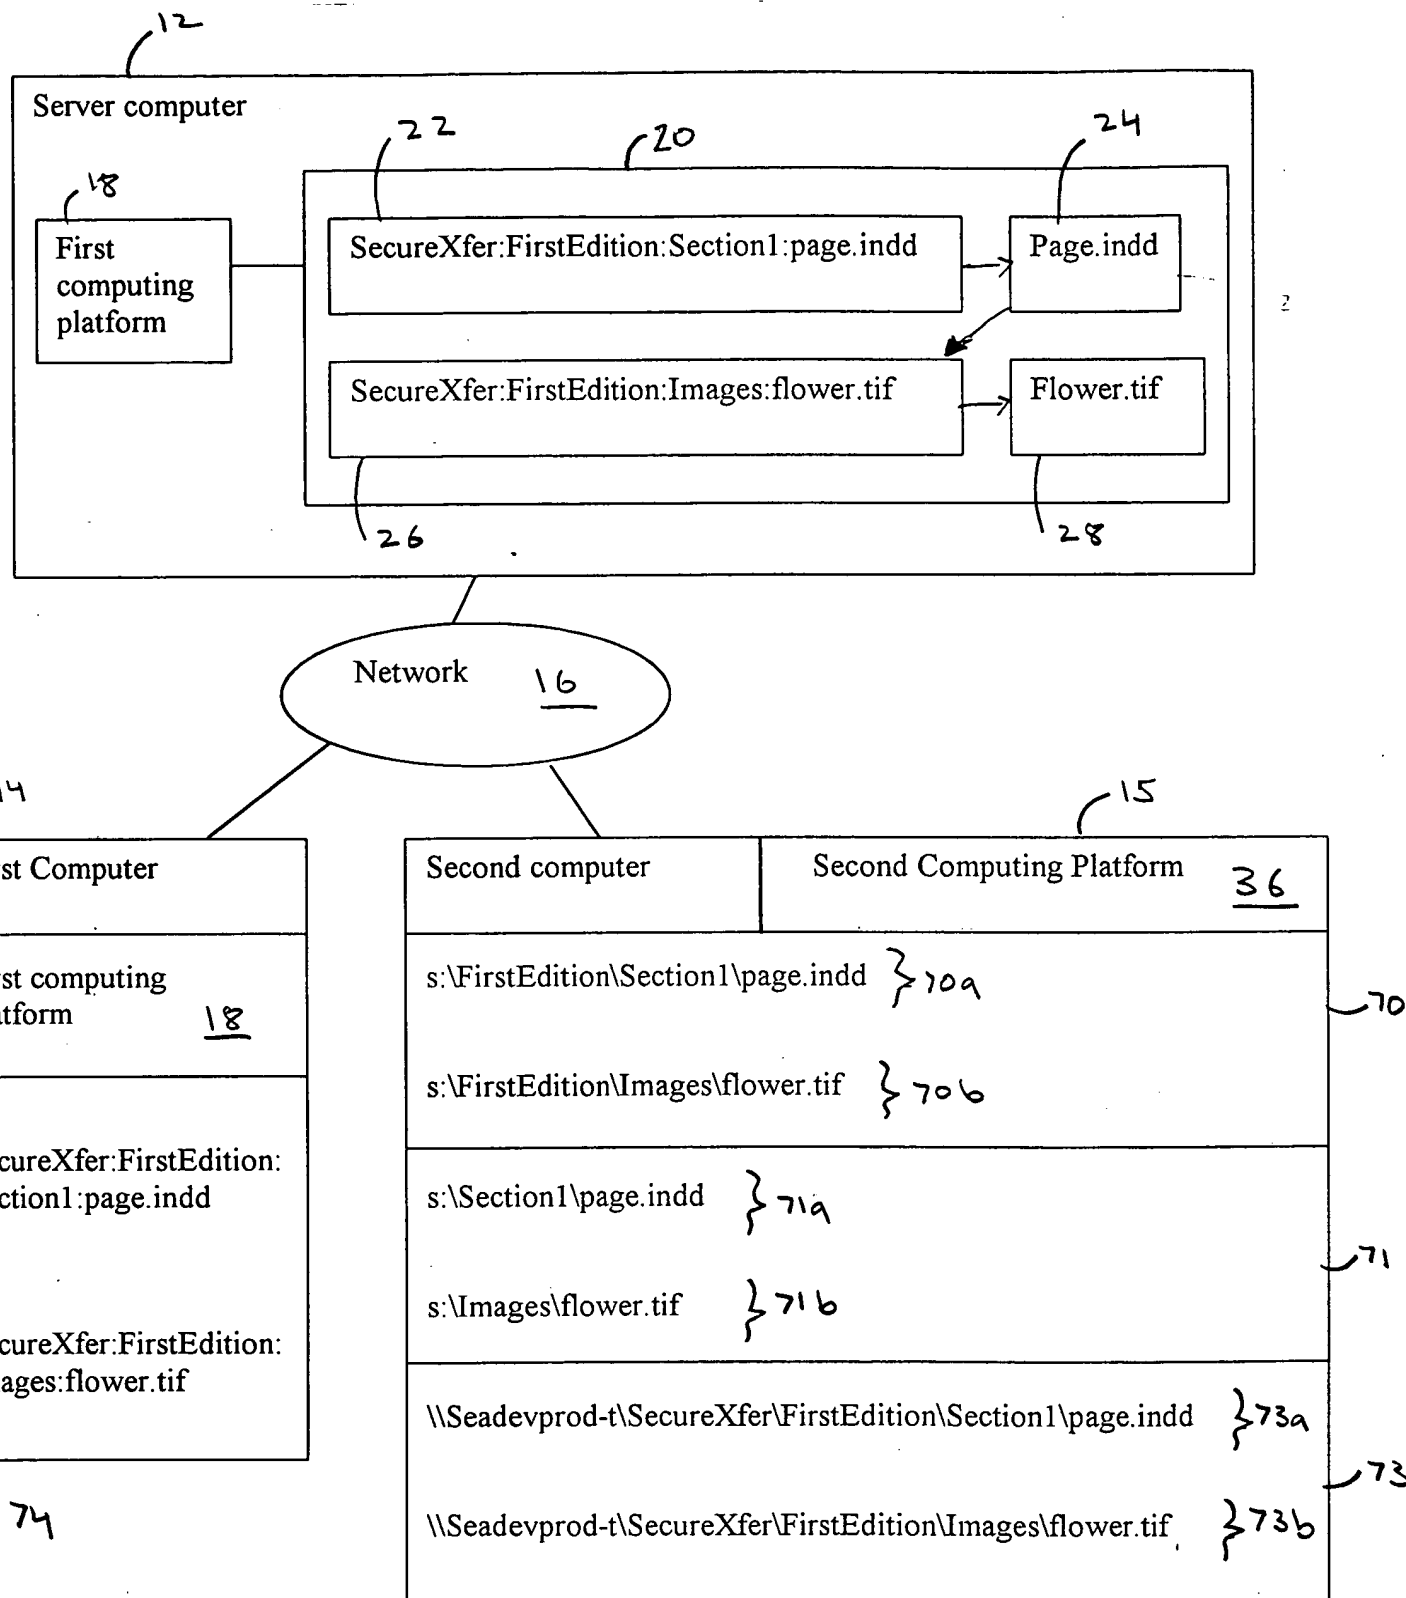 12
Server computer
22
20
24
18
First
computing
platform
SecureXfer:FirstEdition:Section1:page.indd
Page.indd
2
SecureXfer:FirstEdition:Images:flower.tif
Flower.tif
26
28
Network 16
14
15
st Computer
Second computer
Second Computing Platform 36
st computing
tform 18
s:\FirstEdition\Section1\page.indd 70a
70
s:\FirstEdition\Images\flower.tif 70b
cureXfer:FirstEdition:
ction1:page.indd
s:\Section1\page.indd 71a
71
s:\Images\flower.tif 71b
cureXfer:FirstEdition:
ages:flower.tif
\\Seadevprod-t\SecureXfer\FirstEdition\Section1\page.indd 73a
73
\\Seadevprod-t\SecureXfer\FirstEdition\Images\flower.tif 73b
74